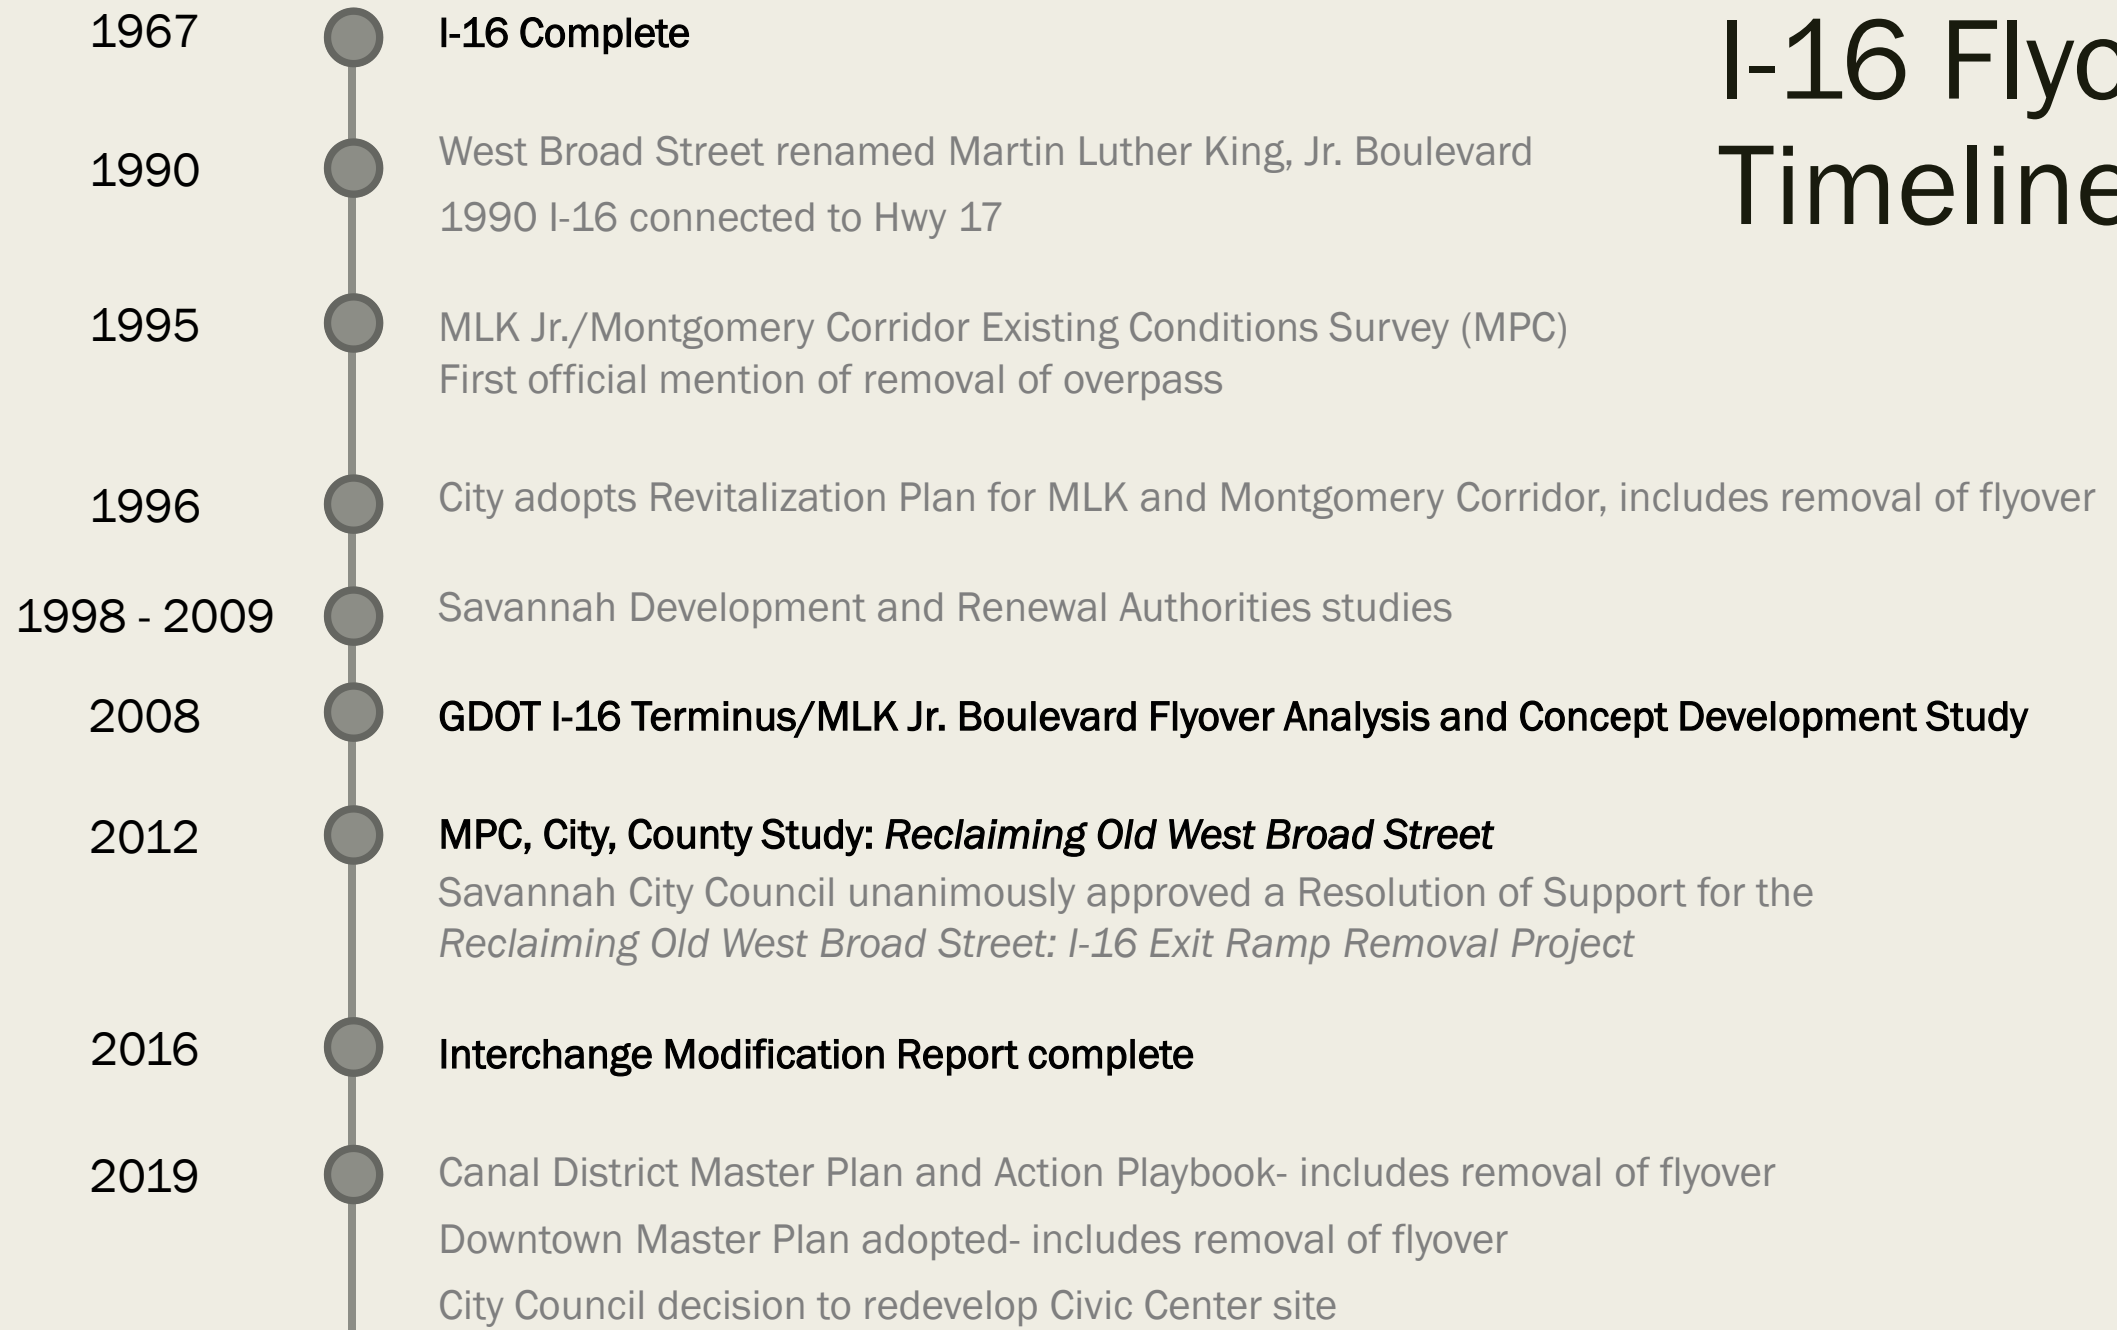 I-16 Flyo
Timeline
1967
I-16 Complete
1990
West Broad Street renamed Martin Luther King, Jr. Boulevard
1990 I-16 connected to Hwy 17
1995
MLK Jr./Montgomery Corridor Existing Conditions Survey (MPC)
First official mention of removal of overpass
1996
City adopts Revitalization Plan for MLK and Montgomery Corridor, includes removal of flyover
1998 - 2009
Savannah Development and Renewal Authorities studies
2008
GDOT I-16 Terminus/MLK Jr. Boulevard Flyover Analysis and Concept Development Study
2012
MPC, City, County Study: Reclaiming Old West Broad Street
Savannah City Council unanimously approved a Resolution of Support for the
Reclaiming Old West Broad Street: I-16 Exit Ramp Removal Project
2016
Interchange Modification Report complete
2019
Canal District Master Plan and Action Playbook- includes removal of flyover
Downtown Master Plan adopted- includes removal of flyover
City Council decision to redevelop Civic Center site